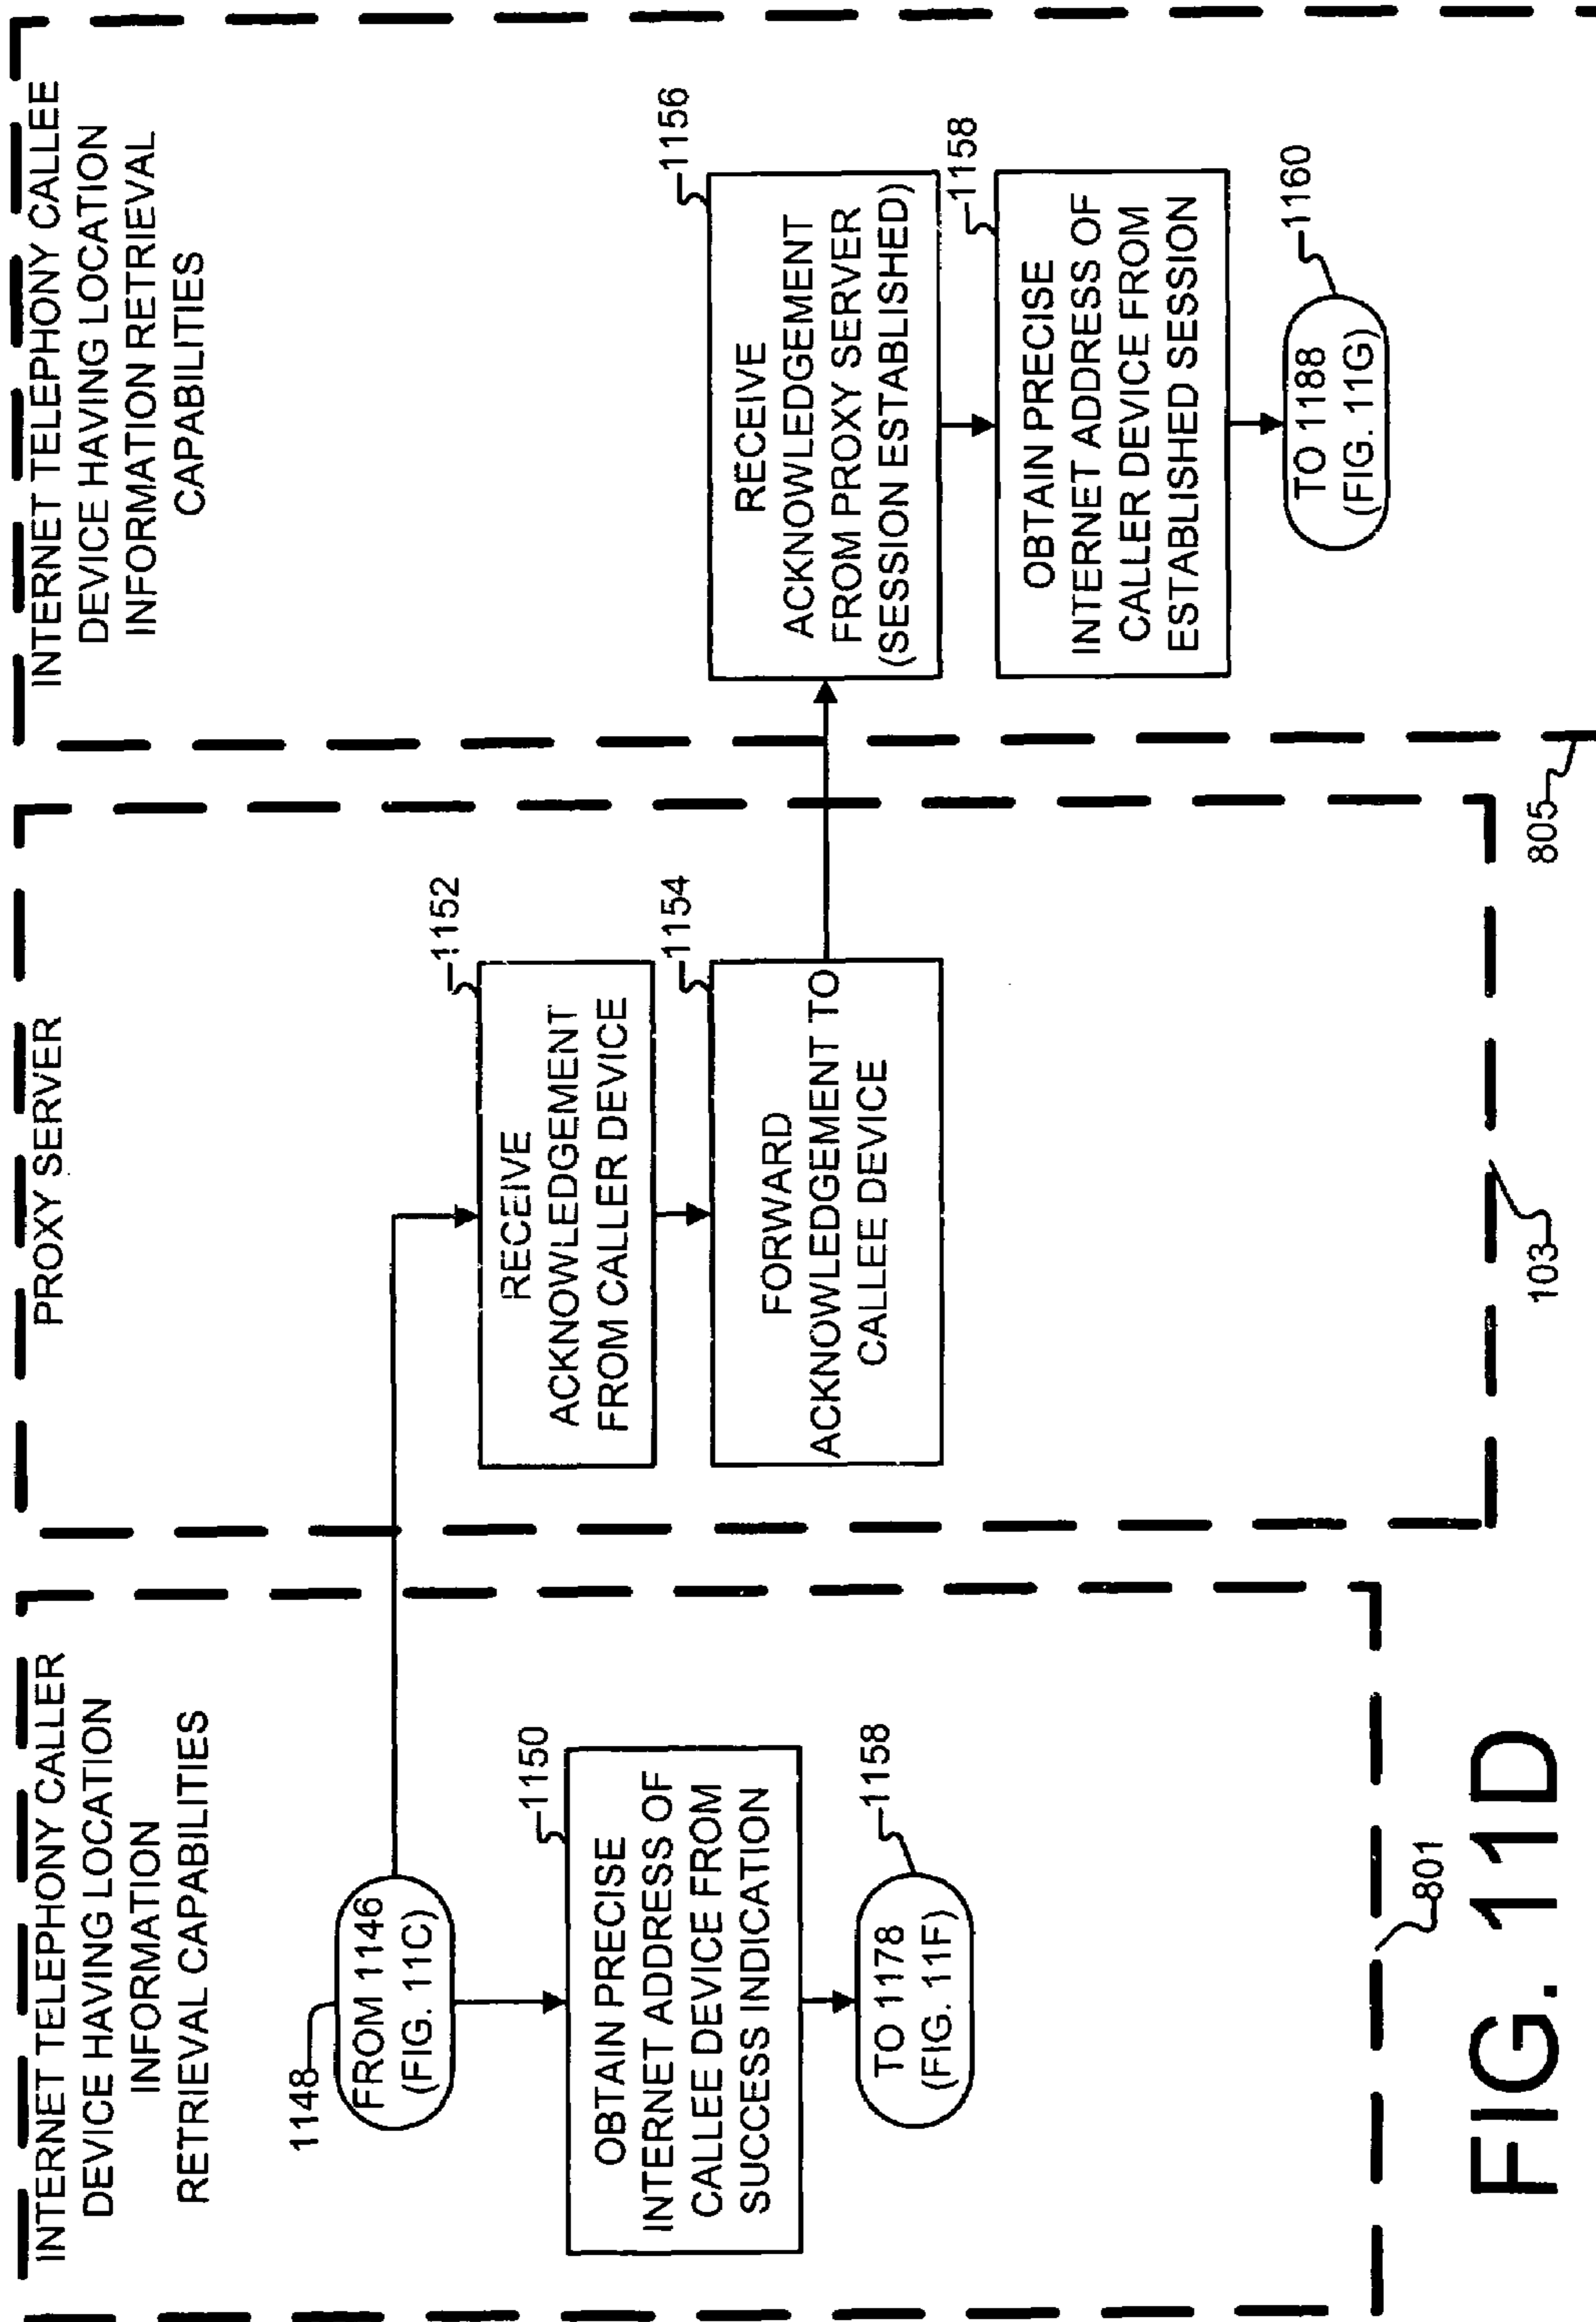 INTERNET TELEPHONY CALLER
DEVICE HAVING LOCATION
INFORMATION
RETRIEVAL CAPABILITIES
1148
FROM 1146
(FIG. 11C)
1150
OBTAIN PRECISE
INTERNET ADDRESS OF
CALLEE DEVICE FROM
SUCCESS INDICATION
1158
TO 1178
(FIG. 11F)
801
PROXY SERVER
1152
RECEIVE
ACKNOWLEDGEMENT
FROM CALLER DEVICE
1154
FORWARD
ACKNOWLEDGEMENT TO
CALLEE DEVICE
103
INTERNET TELEPHONY CALLEE
DEVICE HAVING LOCATION
INFORMATION RETRIEVAL
CAPABILITIES
1156
RECEIVE
ACKNOWLEDGEMENT
FROM PROXY SERVER
(SESSION ESTABLISHED)
1158
OBTAIN PRECISE
INTERNET ADDRESS OF
CALLER DEVICE FROM
ESTABLISHED SESSION
1160
TO 1188
(FIG. 11G)
805
FIG. 11D